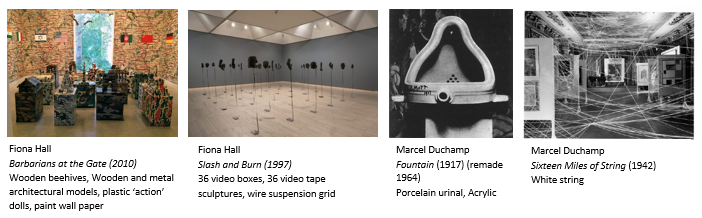 Fiona Hall
Barbarians at the Gate (2010)
Wooden beehives, Wooden and metal
architectural models, plastic ‘action’
dolls, paint wall paper
Fiona Hall
Slash and Burn (1997)
36 video boxes, 36 video tape
sculptures, wire suspension grid
Marcel Duchamp
Fountain (1917) (remade
1964)
Porcelain urinal, Acrylic
Marcel Duchamp
Sixteen Miles of String (1942)
White string